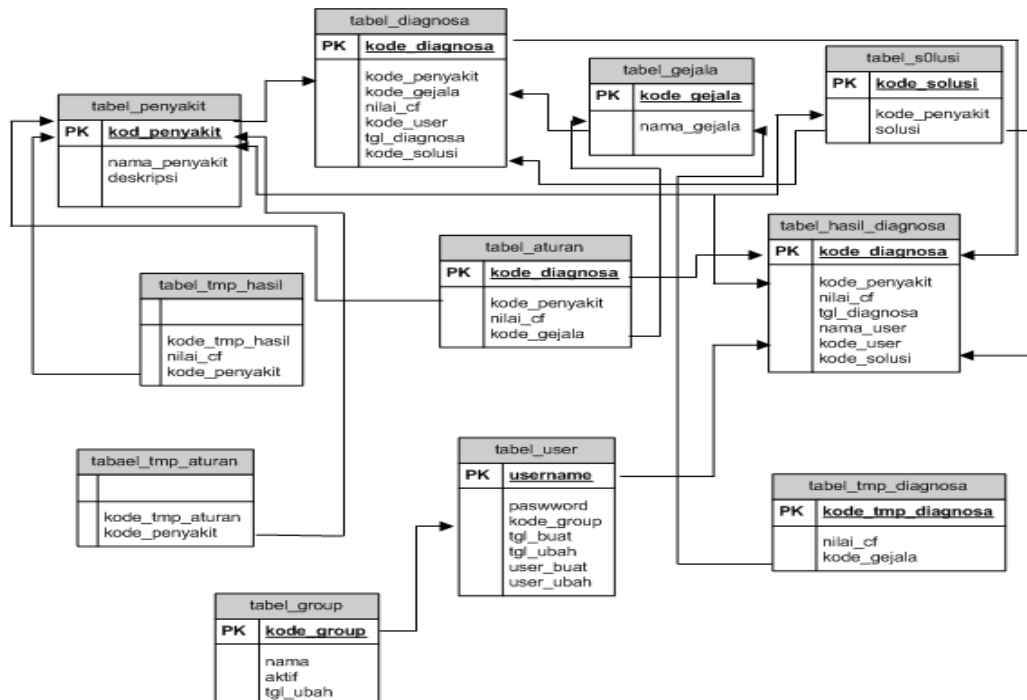 tabel_diagnosa
PK kode_diagnosa
kode_penyakit
kode_gejala
nilai_cf
kode_user
tgl_diagnosa
kode_solusi
tabel_gejala
PK kode_gejala
nama_gejala
tabel_s0lusi
PK kode_solusi
kode_penyakit
solusi
tabel_penyakit
PK kod_penyakit
nama_penyakit
deskripsi
tabel_aturan
PK kode_diagnosa
kode_penyakit
nilai_cf
kode_gejala
tabel_hasil_diagnosa
PK kode_diagnosa
kode_penyakit
nilai_cf
tgl_diagnosa
nama_user
kode_user
kode_solusi
tabel_tmp_hasil
kode_tmp_hasil
nilai_cf
kode_penyakit
tabael_tmp_aturan
kode_tmp_aturan
kode_penyakit
tabel_user
PK username
paswword
kode_group
tgl_buat
tgl_ubah
user_buat
user_ubah
tabel_tmp_diagnosa
PK kode_tmp_diagnosa
nilai_cf
kode_gejala
tabel_group
PK kode_group
nama
aktif
tgl_ubah